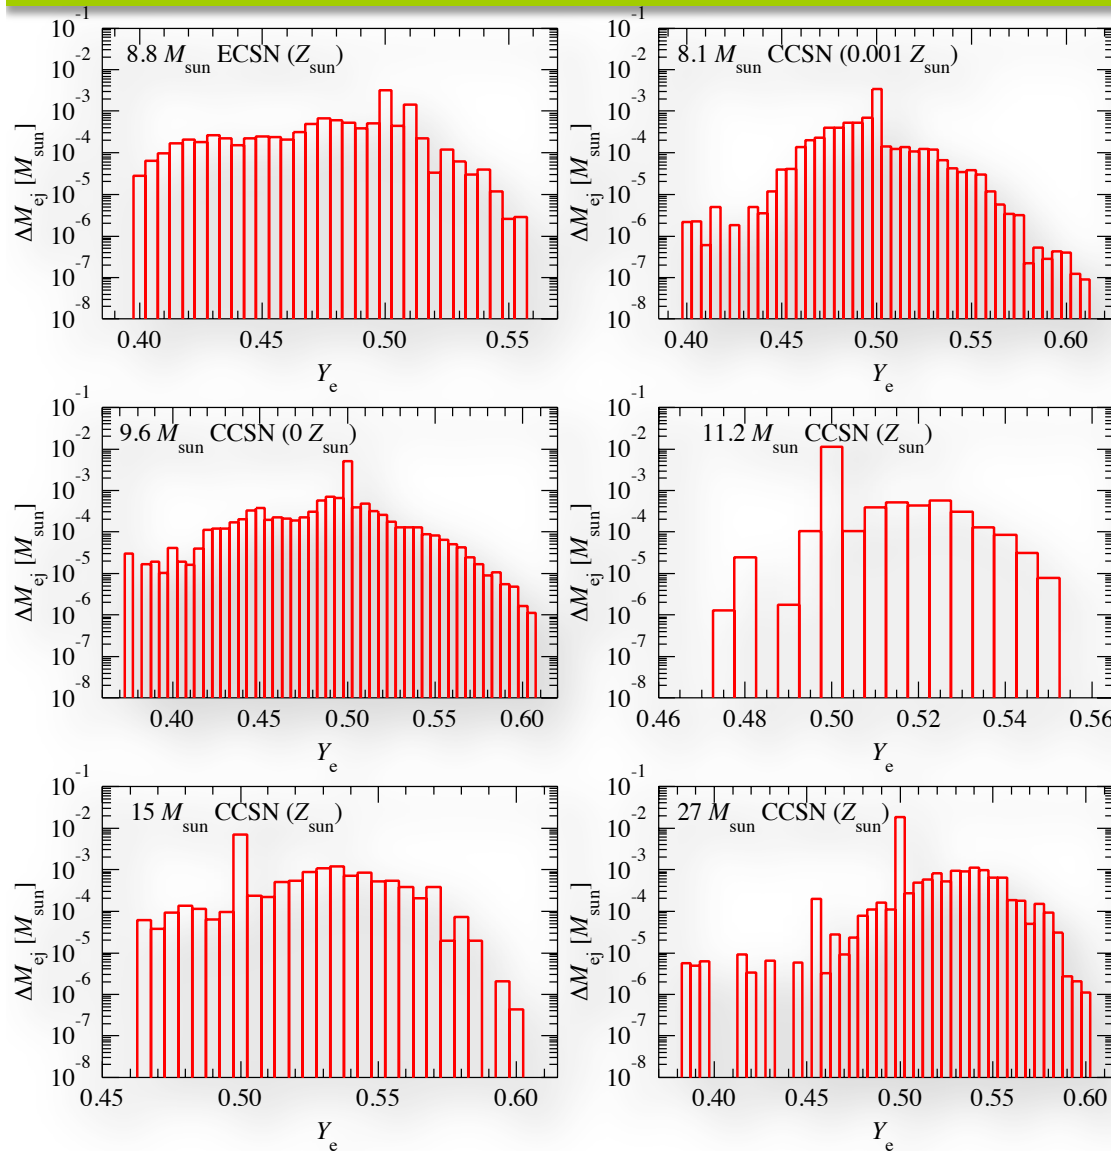 8.8 M_sun ECSN (Z_sun)
10^-1
10^-2
10^-3
10^-4
10^-5
10^-6
10^-7
10^-8
ΔM_ej [M_sun]
0.40 0.45 0.50 0.55
Y_e
8.1 M_sun CCSN (0.001 Z_sun)
10^-1
10^-2
10^-3
10^-4
10^-5
10^-6
10^-7
10^-8
ΔM_ej [M_sun]
0.40 0.45 0.50 0.55 0.60
Y_e
9.6 M_sun CCSN (0 Z_sun)
10^-1
10^-2
10^-3
10^-4
10^-5
10^-6
10^-7
10^-8
ΔM_ej [M_sun]
0.40 0.45 0.50 0.55 0.60
Y_e
11.2 M_sun CCSN (Z_sun)
10^-1
10^-2
10^-3
10^-4
10^-5
10^-6
10^-7
10^-8
ΔM_ej [M_sun]
0.46 0.48 0.50 0.52 0.54 0.56
Y_e
15 M_sun CCSN (Z_sun)
10^-1
10^-2
10^-3
10^-4
10^-5
10^-6
10^-7
10^-8
ΔM_ej [M_sun]
0.45 0.50 0.55 0.60
Y_e
27 M_sun CCSN (Z_sun)
10^-1
10^-2
10^-3
10^-4
10^-5
10^-6
10^-7
10^-8
ΔM_ej [M_sun]
0.40 0.45 0.50 0.55 0.60
Y_e